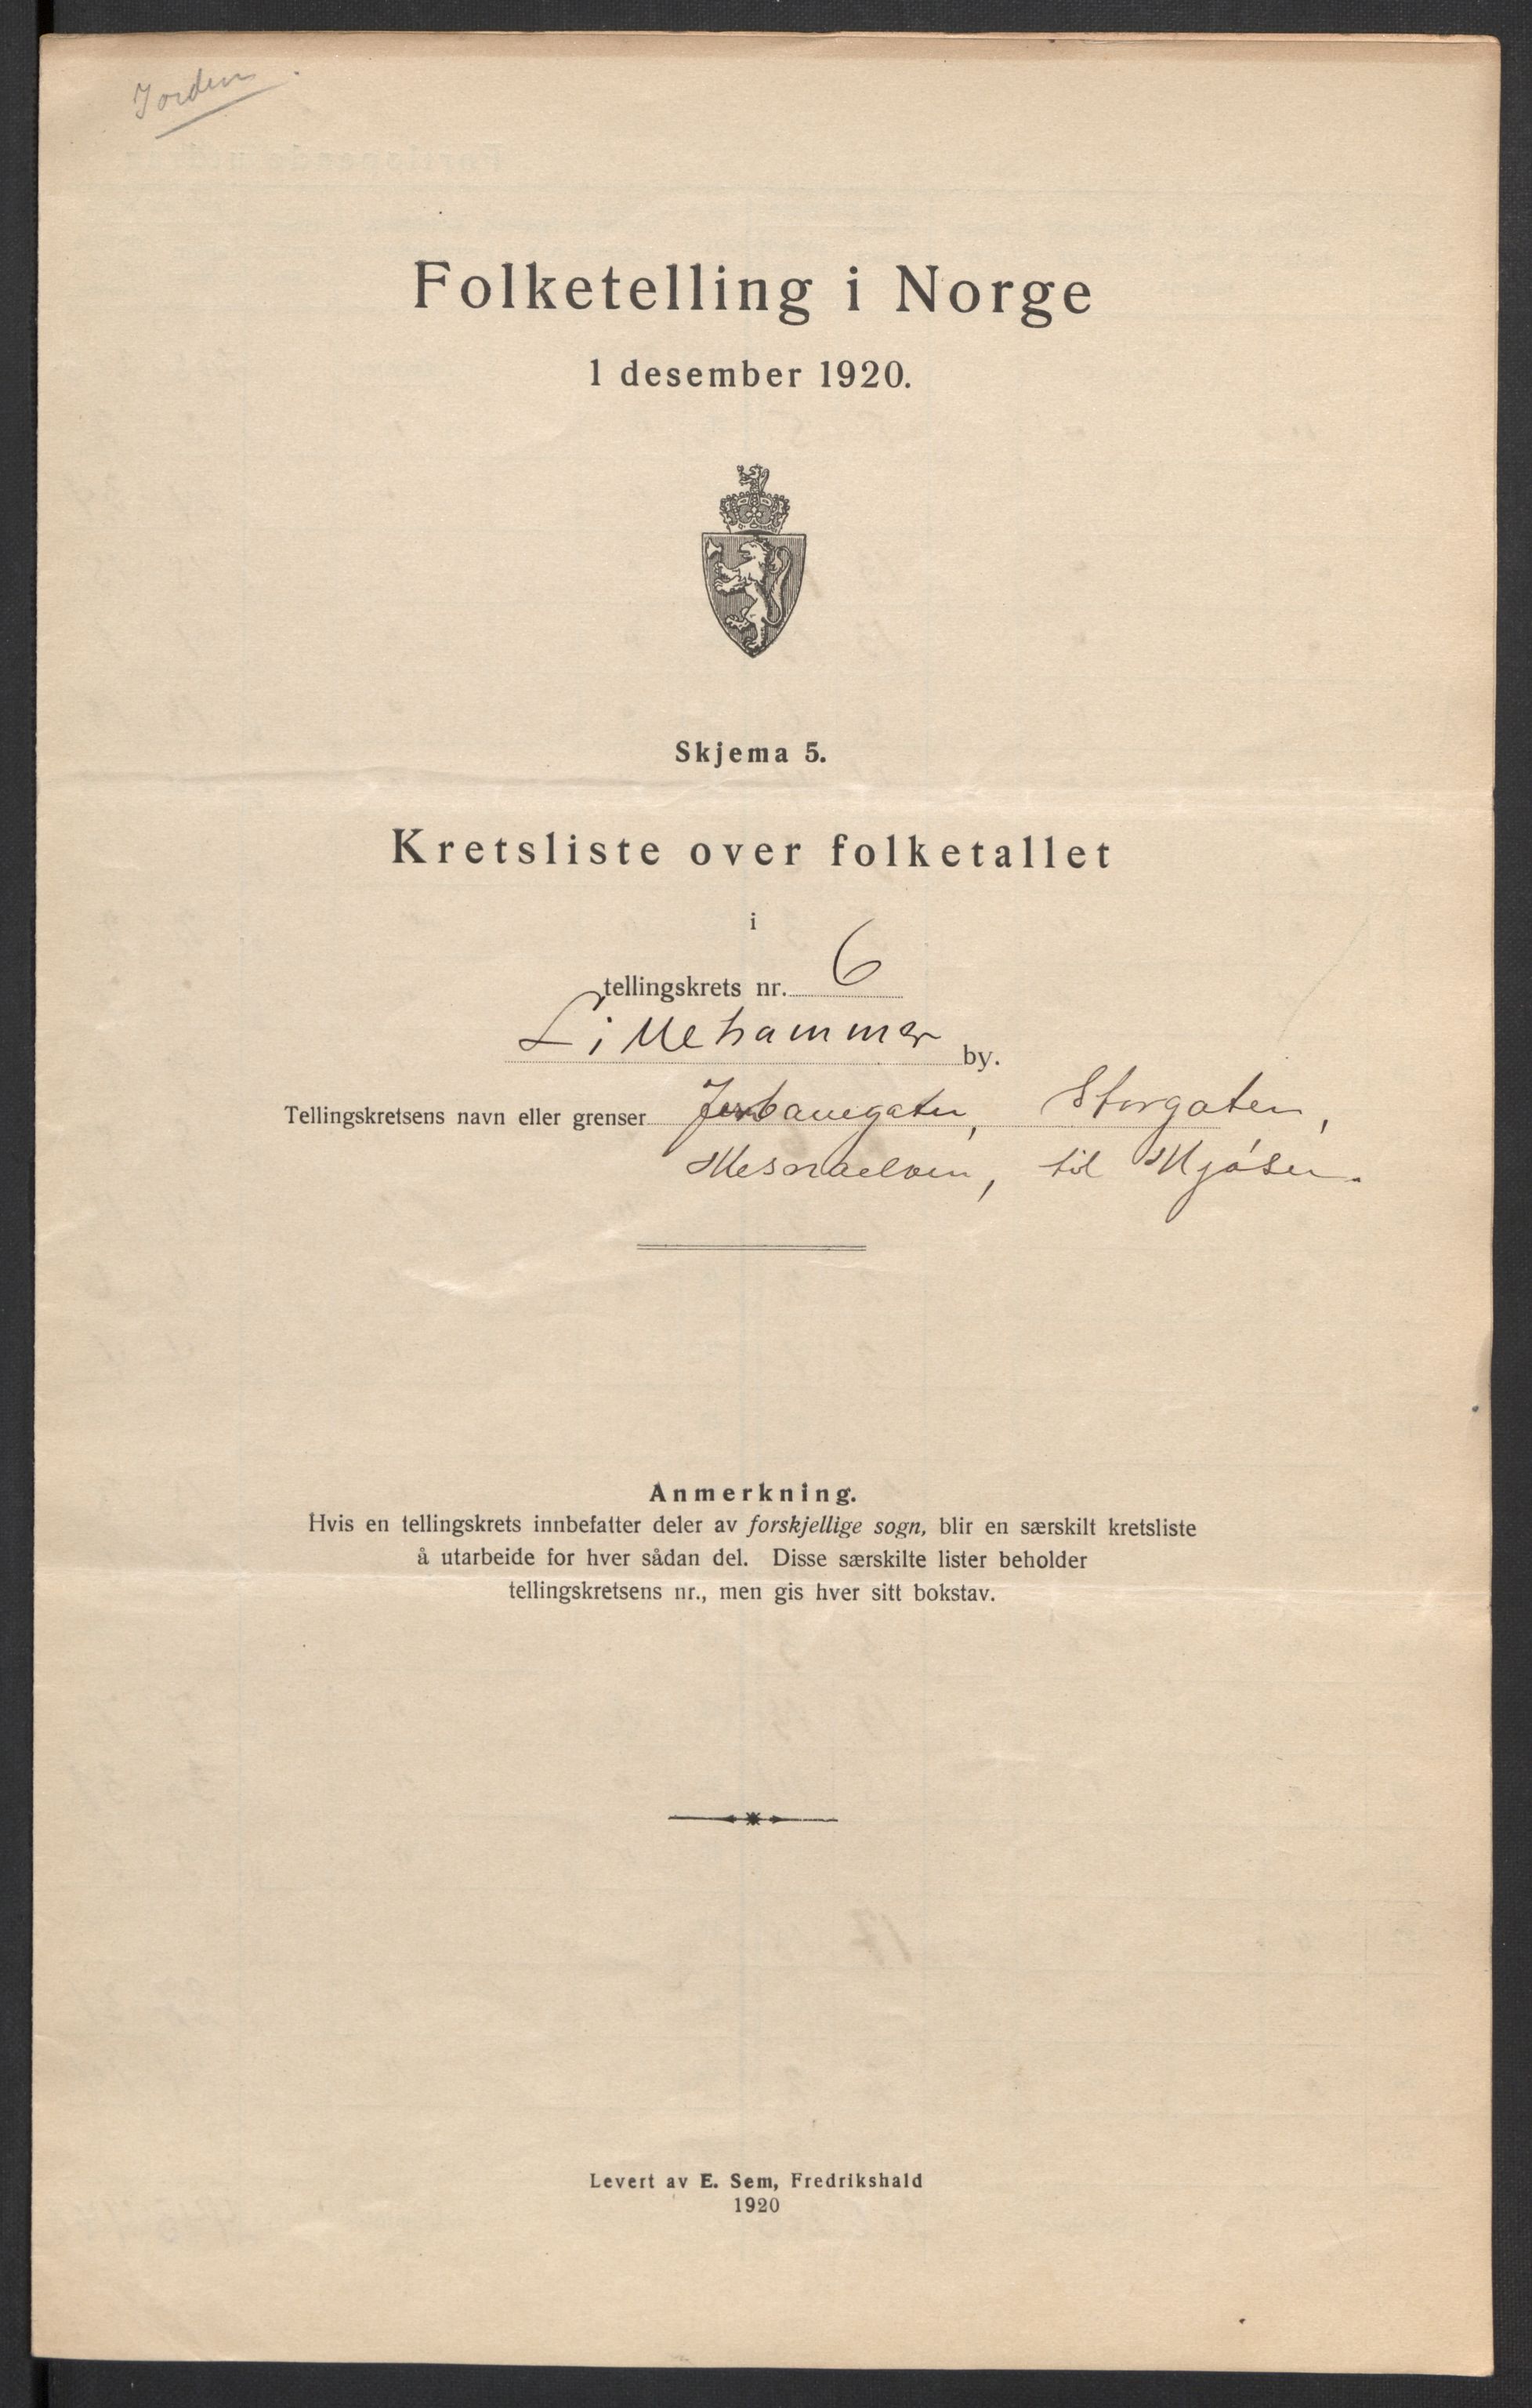 Jorden
Folketelling i Norge
1 desember 1920.
Skjema 5.
Kretsliste over folketallet
i
tellingskrets nr. 6
Lillehammer by.
Tellingskretsens navn eller grenser Jernbanegaten, Storgaten,
Mesnaelven, til Mjøsen.
Anmerkning.
Hvis en tellingskrets innbefatter deler av forskjellige sogn, blir en særskilt kretsliste
å utarbeide for hver sådan del. Disse særskilte lister beholder
tellingskretsens nr., men gis hver sitt bokstav.
Levert av E. Sem, Fredrikshald
1920